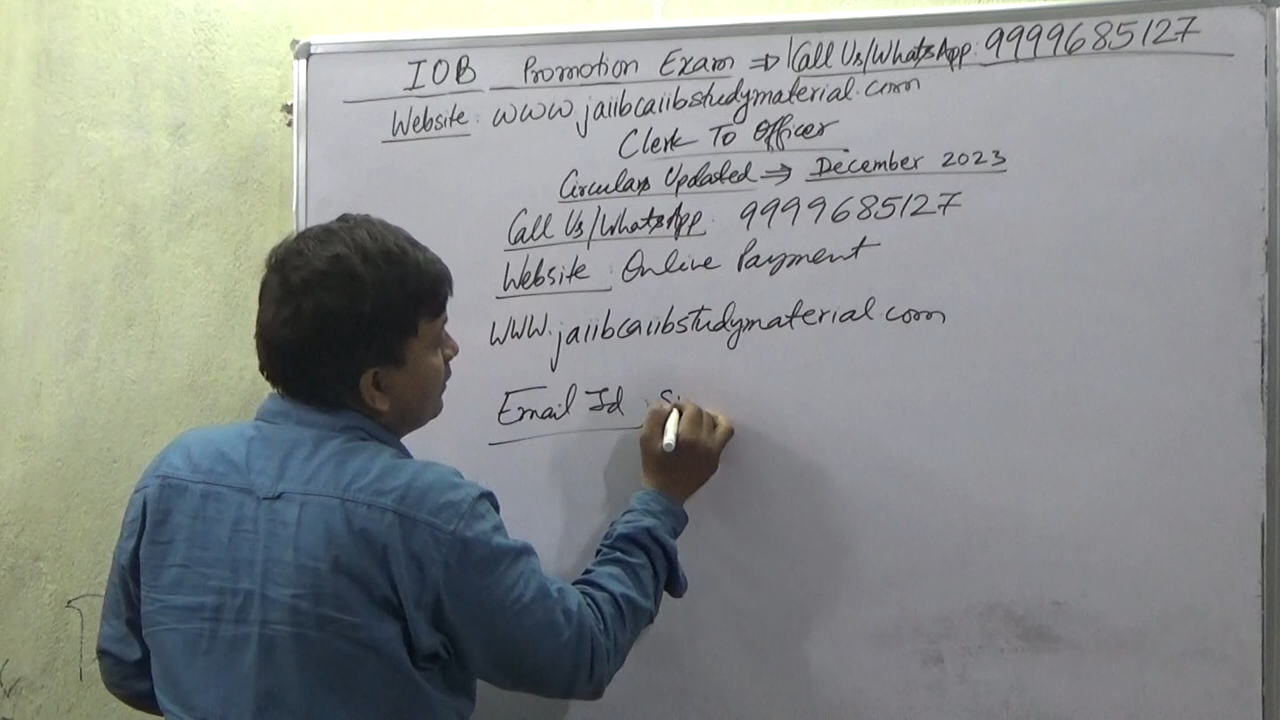 IOB Promotion Exam ⇒ Call Us/WhatsApp: 9999685127
Website: www.jaiibcaiibstudymaterial.com
Clerk To Officer
Circulars Updated ⇒ December 2023
Call Us/WhatsApp: 9999685127
Website: Online Payment
www.jaiibcaiibstudymaterial.com
Email Id :